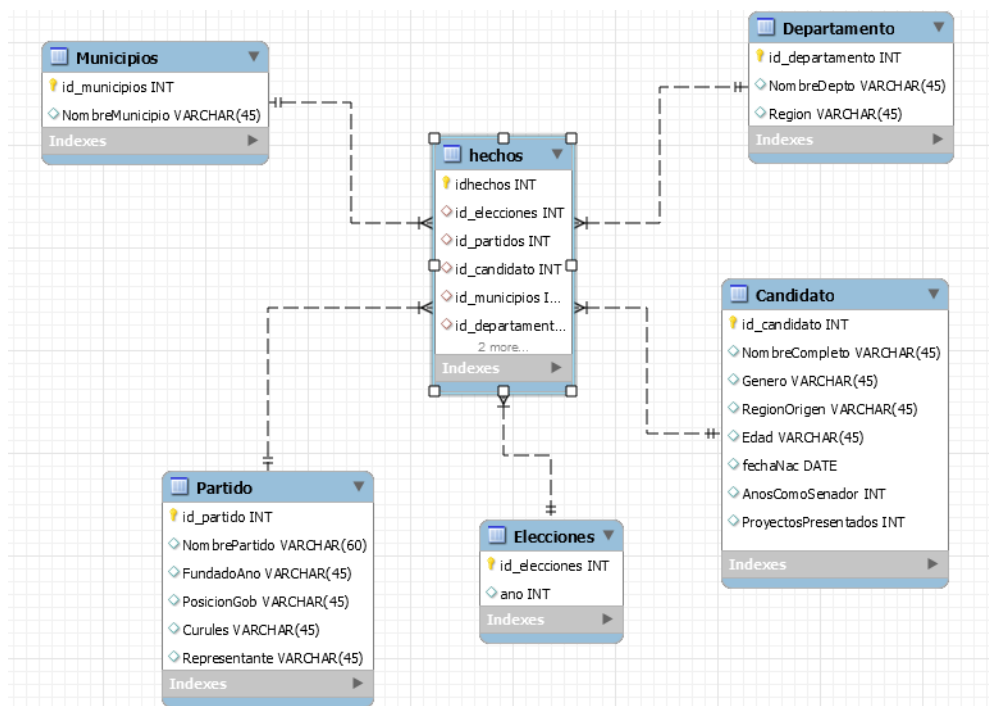 Municipios
id_municipios INT
NombreMunicipio VARCHAR(45)
Indexes
Departamento
id_departamento INT
NombreDepto VARCHAR(45)
Region VARCHAR(45)
Indexes
hechos
idhechos INT
id_elecciones INT
id_partidos INT
id_candidato INT
id_municipios I...
id_departament...
2 more...
Indexes
Candidato
id_candidato INT
NombreCompleto VARCHAR(45)
Genero VARCHAR(45)
RegionOrigen VARCHAR(45)
Edad VARCHAR(45)
fechaNac DATE
AnosComoSenador INT
ProyectosPresentados INT
Indexes
Partido
id_partido INT
NombrePartido VARCHAR(60)
FundadoAno VARCHAR(45)
PosicionGob VARCHAR(45)
Curules VARCHAR(45)
Representante VARCHAR(45)
Indexes
Elecciones
id_elecciones INT
ano INT
Indexes